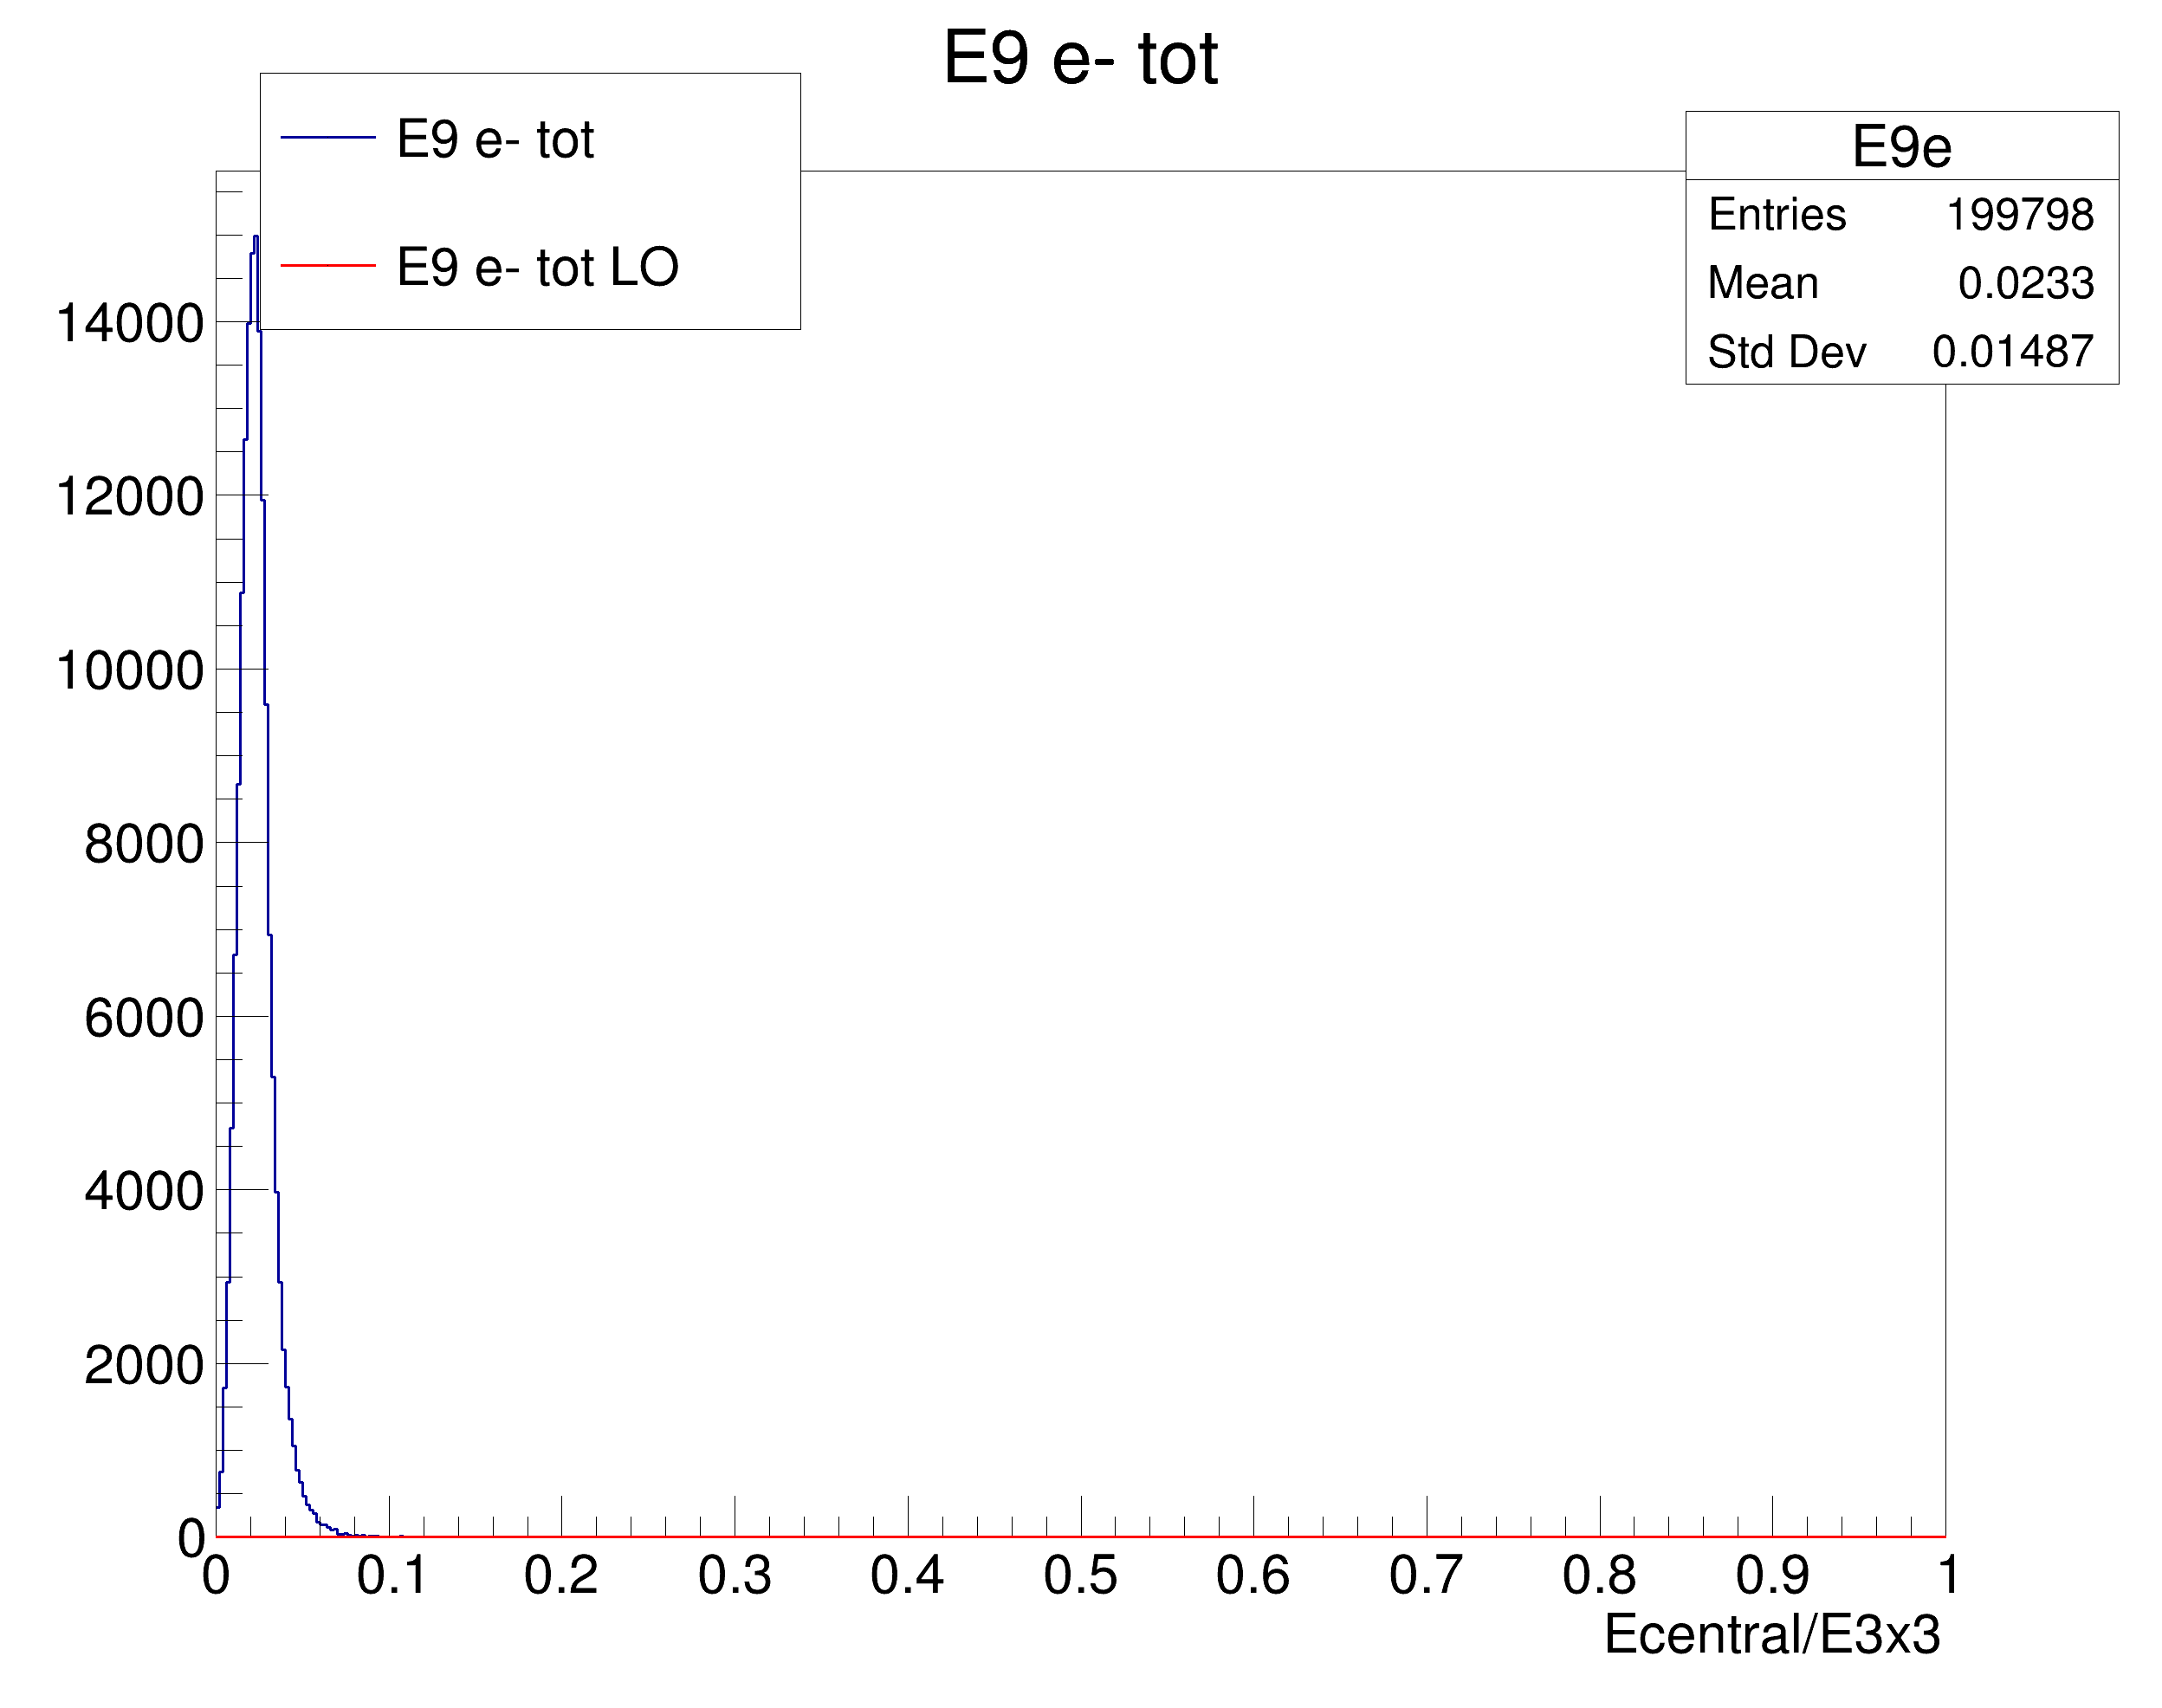 E9 e- tot
E9 e- tot
E9 e- tot LO
E9e
Entries 199798
Mean 0.0233
Std Dev 0.01487
14000
12000
10000
8000
6000
4000
2000
0
0 0.1 0.2 0.3 0.4 0.5 0.6 0.7 0.8 0.9 1
Ecentral/E3x3